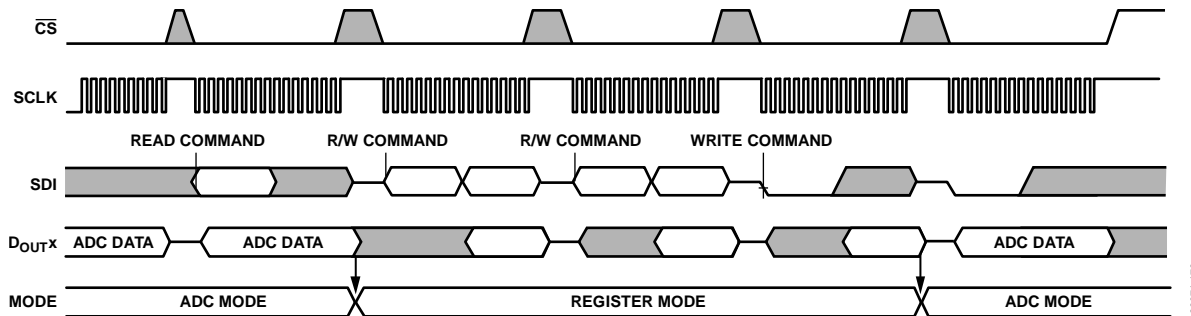 CS
SCLK
READ COMMAND R/W COMMAND R/W COMMAND WRITE COMMAND
SDI
DOUTx ADC DATA ADC DATA ADC DATA
MODE ADC MODE REGISTER MODE ADC MODE